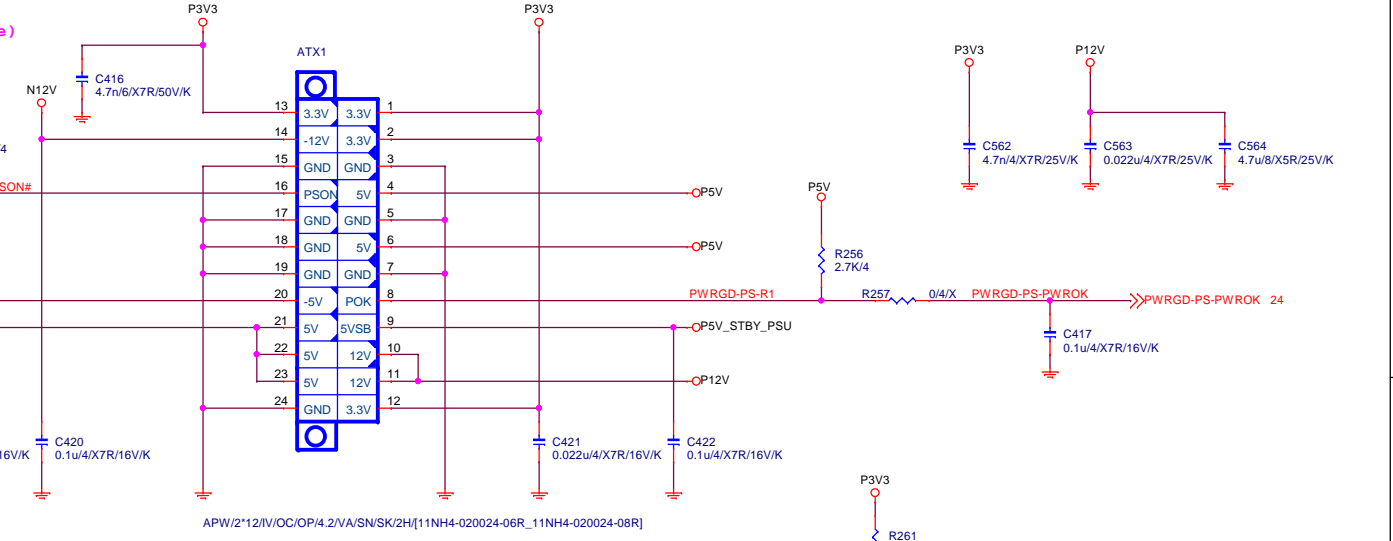 P3V3
P3V3
e)
ATX1
P3V3
P12V
C416
4.7n/6/X7R/50V/K
N12V
13 3.3V 3.3V 1
14 -12V 3.3V 2
C562
4.7n/4/X7R/25V/K
C563
0.022u/4/X7R/25V/K
C564
4.7u/8/X5R/25V/K
4
15 GND GND 3
SON#
16 PSON 5V 4
P5V
P5V
17 GND GND 5
18 GND 5V 6
P5V
R256
2.7K/4
19 GND GND 7
20 -5V POK 8
PWRGD-PS-R1
R257
0/4/X
PWRGD-PS-PWROK
PWRGD-PS-PWROK 24
21 5V 5VSB 9
P5V_STBY_PSU
C417
0.1u/4/X7R/16V/K
22 5V 12V 10
23 5V 12V 11
P12V
24 GND 3.3V 12
16V/K
C420
0.1u/4/X7R/16V/K
C421
0.022u/4/X7R/16V/K
C422
0.1u/4/X7R/16V/K
P3V3
APW/2*12/IV/OC/OP/4.2/VA/SN/SK/2H/[11NH4-020024-06R_11NH4-020024-08R]
R261